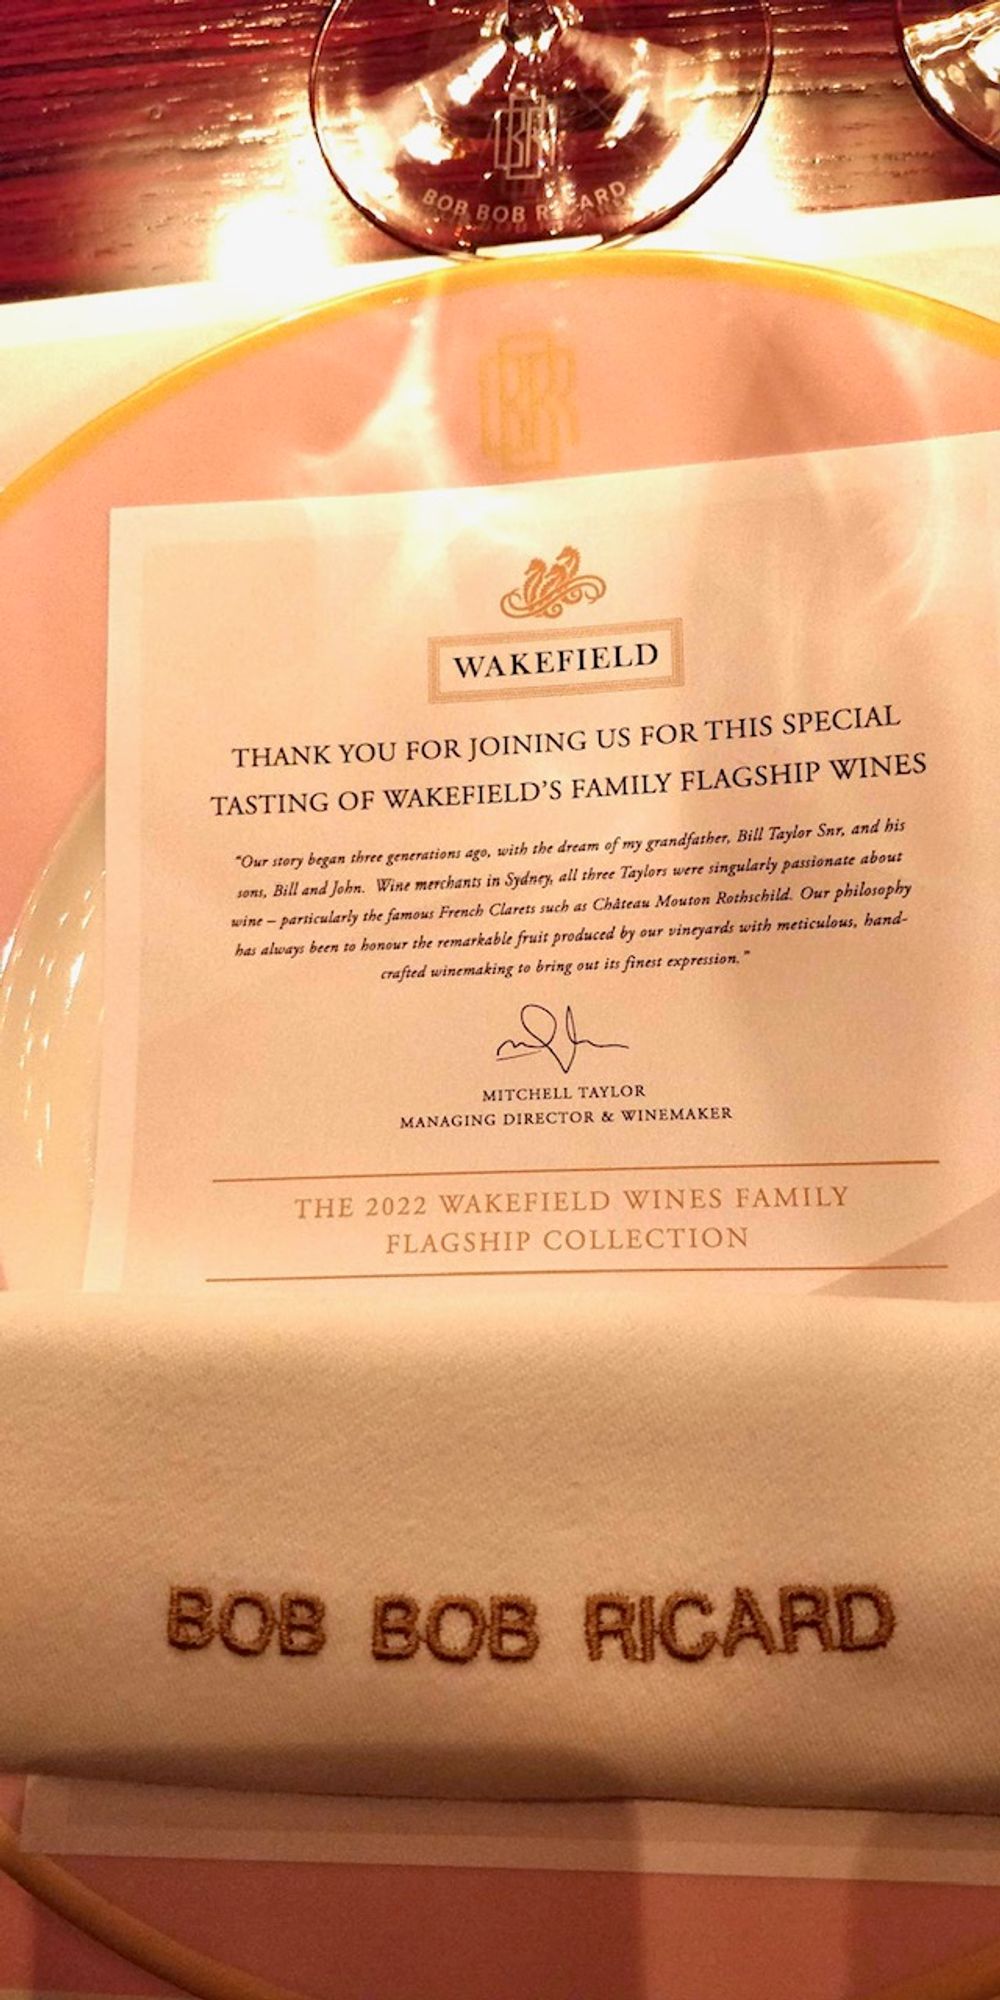 BR
BOB BOB RICARD
BBR
WAKEFIELD
THANK YOU FOR JOINING US FOR THIS SPECIAL
TASTING OF WAKEFIELD'S FAMILY FLAGSHIP WINES
"Our story began three generations ago, with the dream of my grandfather, Bill Taylor Snr, and his
sons, Bill and John. Wine merchants in Sydney, all three Taylors were singularly passionate about
wine – particularly the famous French Clarets such as Château Mouton Rothschild. Our philosophy
has always been to honour the remarkable fruit produced by our vineyards with meticulous, hand-
crafted winemaking to bring out its finest expression."
MITCHELL TAYLOR
MANAGING DIRECTOR & WINEMAKER
THE 2022 WAKEFIELD WINES FAMILY
FLAGSHIP COLLECTION
BOB BOB RICARD